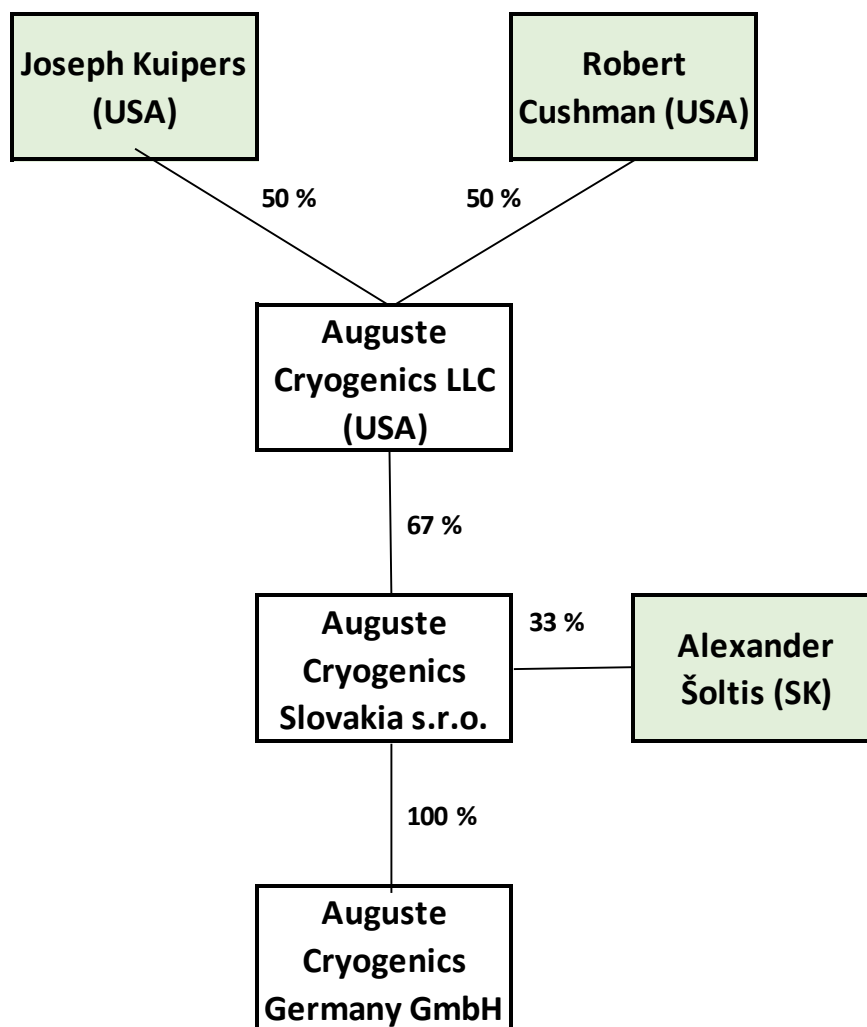 Joseph Kuipers
(USA)
Robert
Cushman (USA)
50 %
50 %
Auguste
Cryogenics LLC
(USA)
67 %
Auguste
Cryogenics
Slovakia s.r.o.
33 %
Alexander
Šoltis (SK)
100 %
Auguste
Cryogenics
Germany GmbH